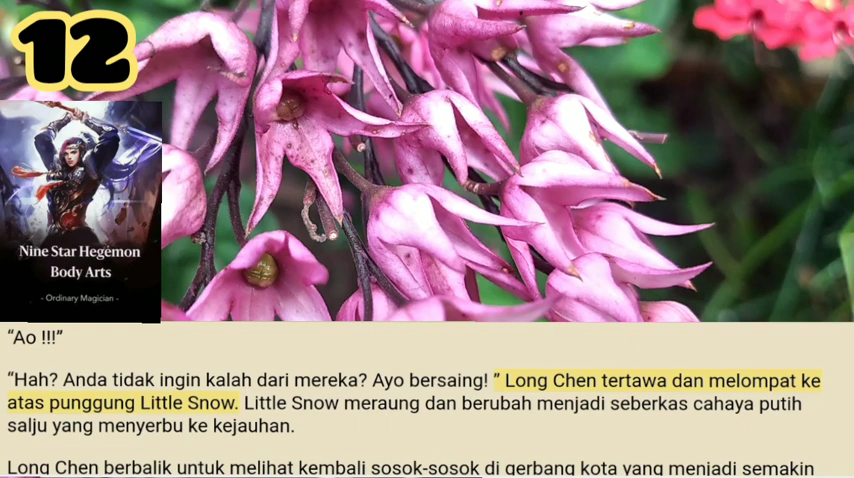 12
Nine Star Hegemon
Body Arts
- Ordinary Magician -
“Ao !!!”
“Hah? Anda tidak ingin kalah dari mereka? Ayo bersaing! ” Long Chen tertawa dan melompat ke
atas punggung Little Snow. Little Snow meraung dan berubah menjadi seberkas cahaya putih
salju yang menyerbu ke kejauhan.
Long Chen berbalik untuk melihat kembali sosok-sosok di gerbang kota yang menjadi semakin